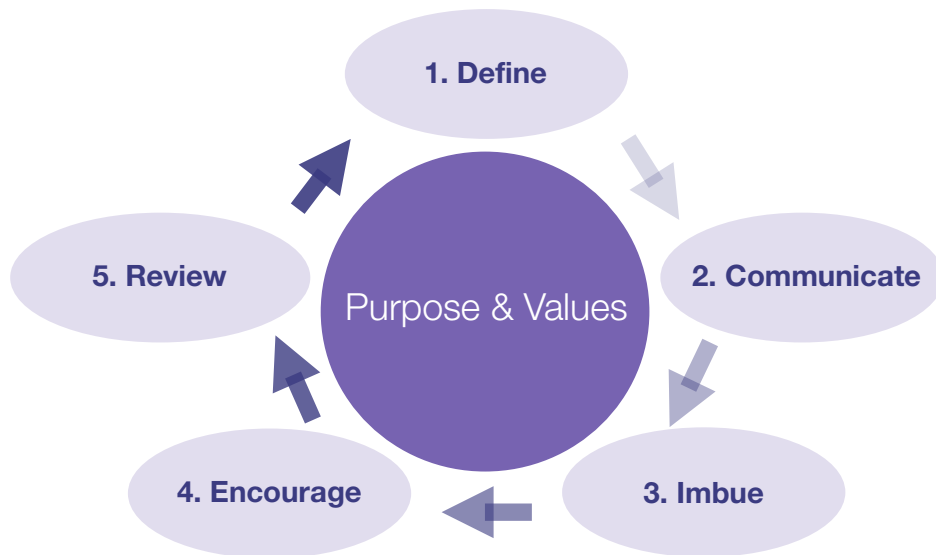 1. Define
2. Communicate
3. Imbue
4. Encourage
5. Review
Purpose & Values